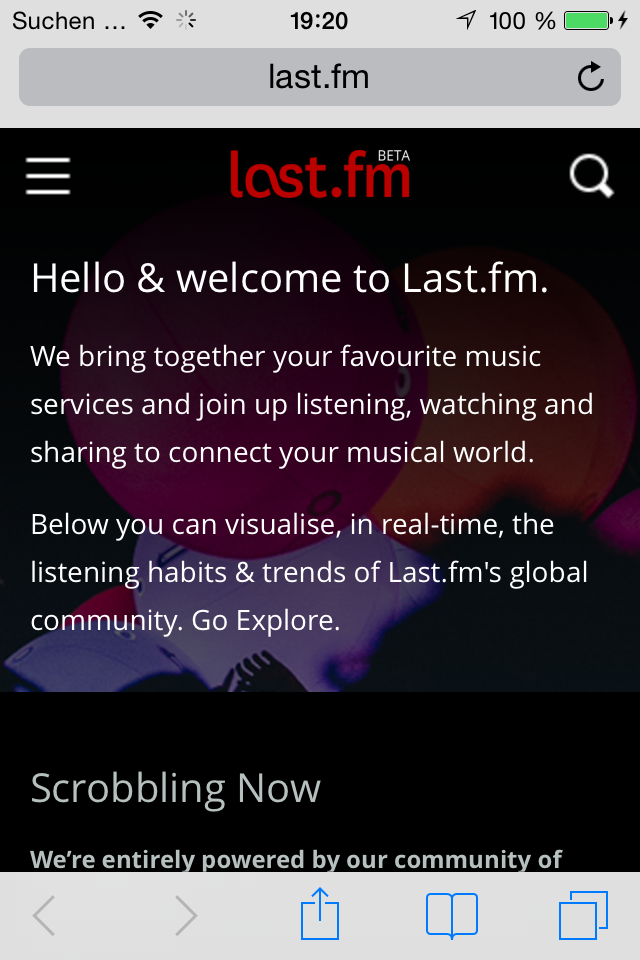 Suchen ... 19:20 100 %
last.fm
last.fm BETA
Hello & welcome to Last.fm.
We bring together your favourite music
services and join up listening, watching and
sharing to connect your musical world.
Below you can visualise, in real-time, the
listening habits & trends of Last.fm's global
community. Go Explore.
Scrobbling Now
We’re entirely powered by our community of